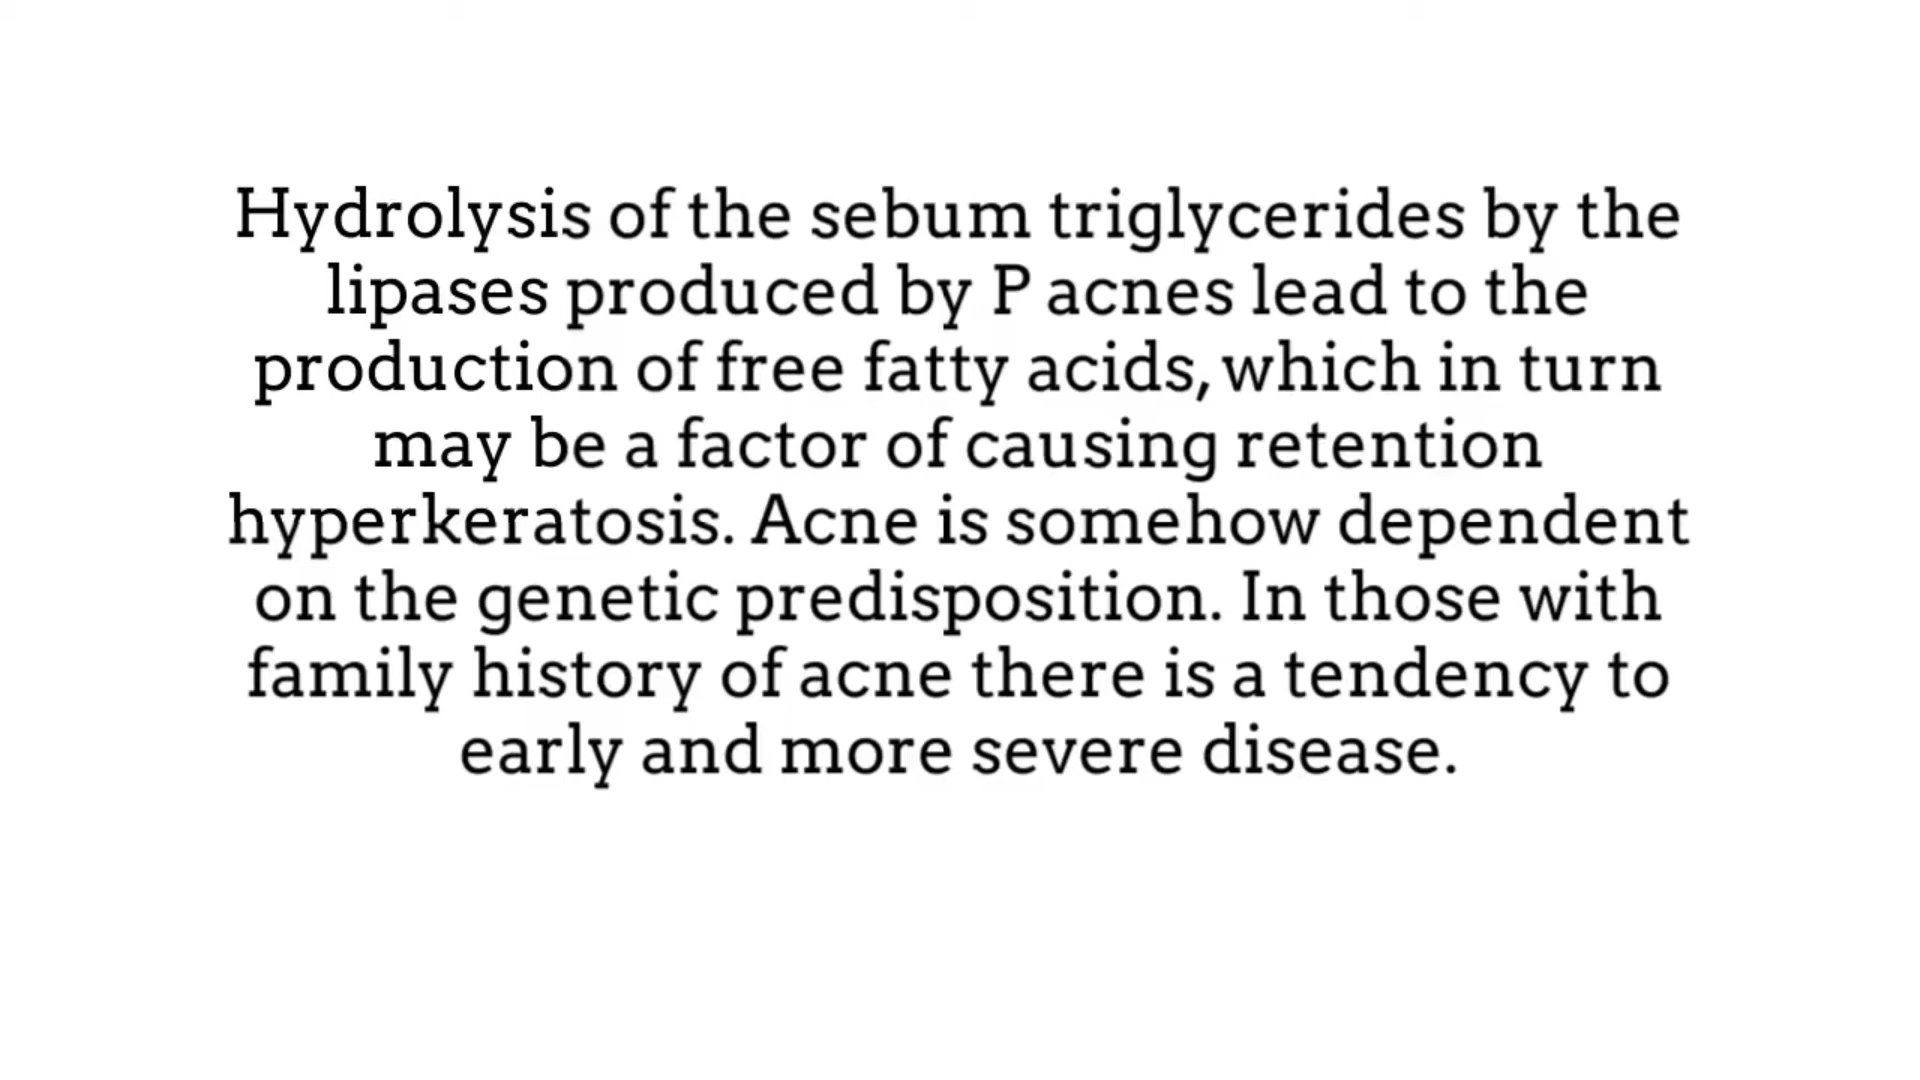 Hydrolysis of the sebum triglycerides by the
lipases produced by P acnes lead to the
production of free fatty acids, which in turn
may be a factor of causing retention
hyperkeratosis. Acne is somehow dependent
on the genetic predisposition. In those with
family history of acne there is a tendency to
early and more severe disease.